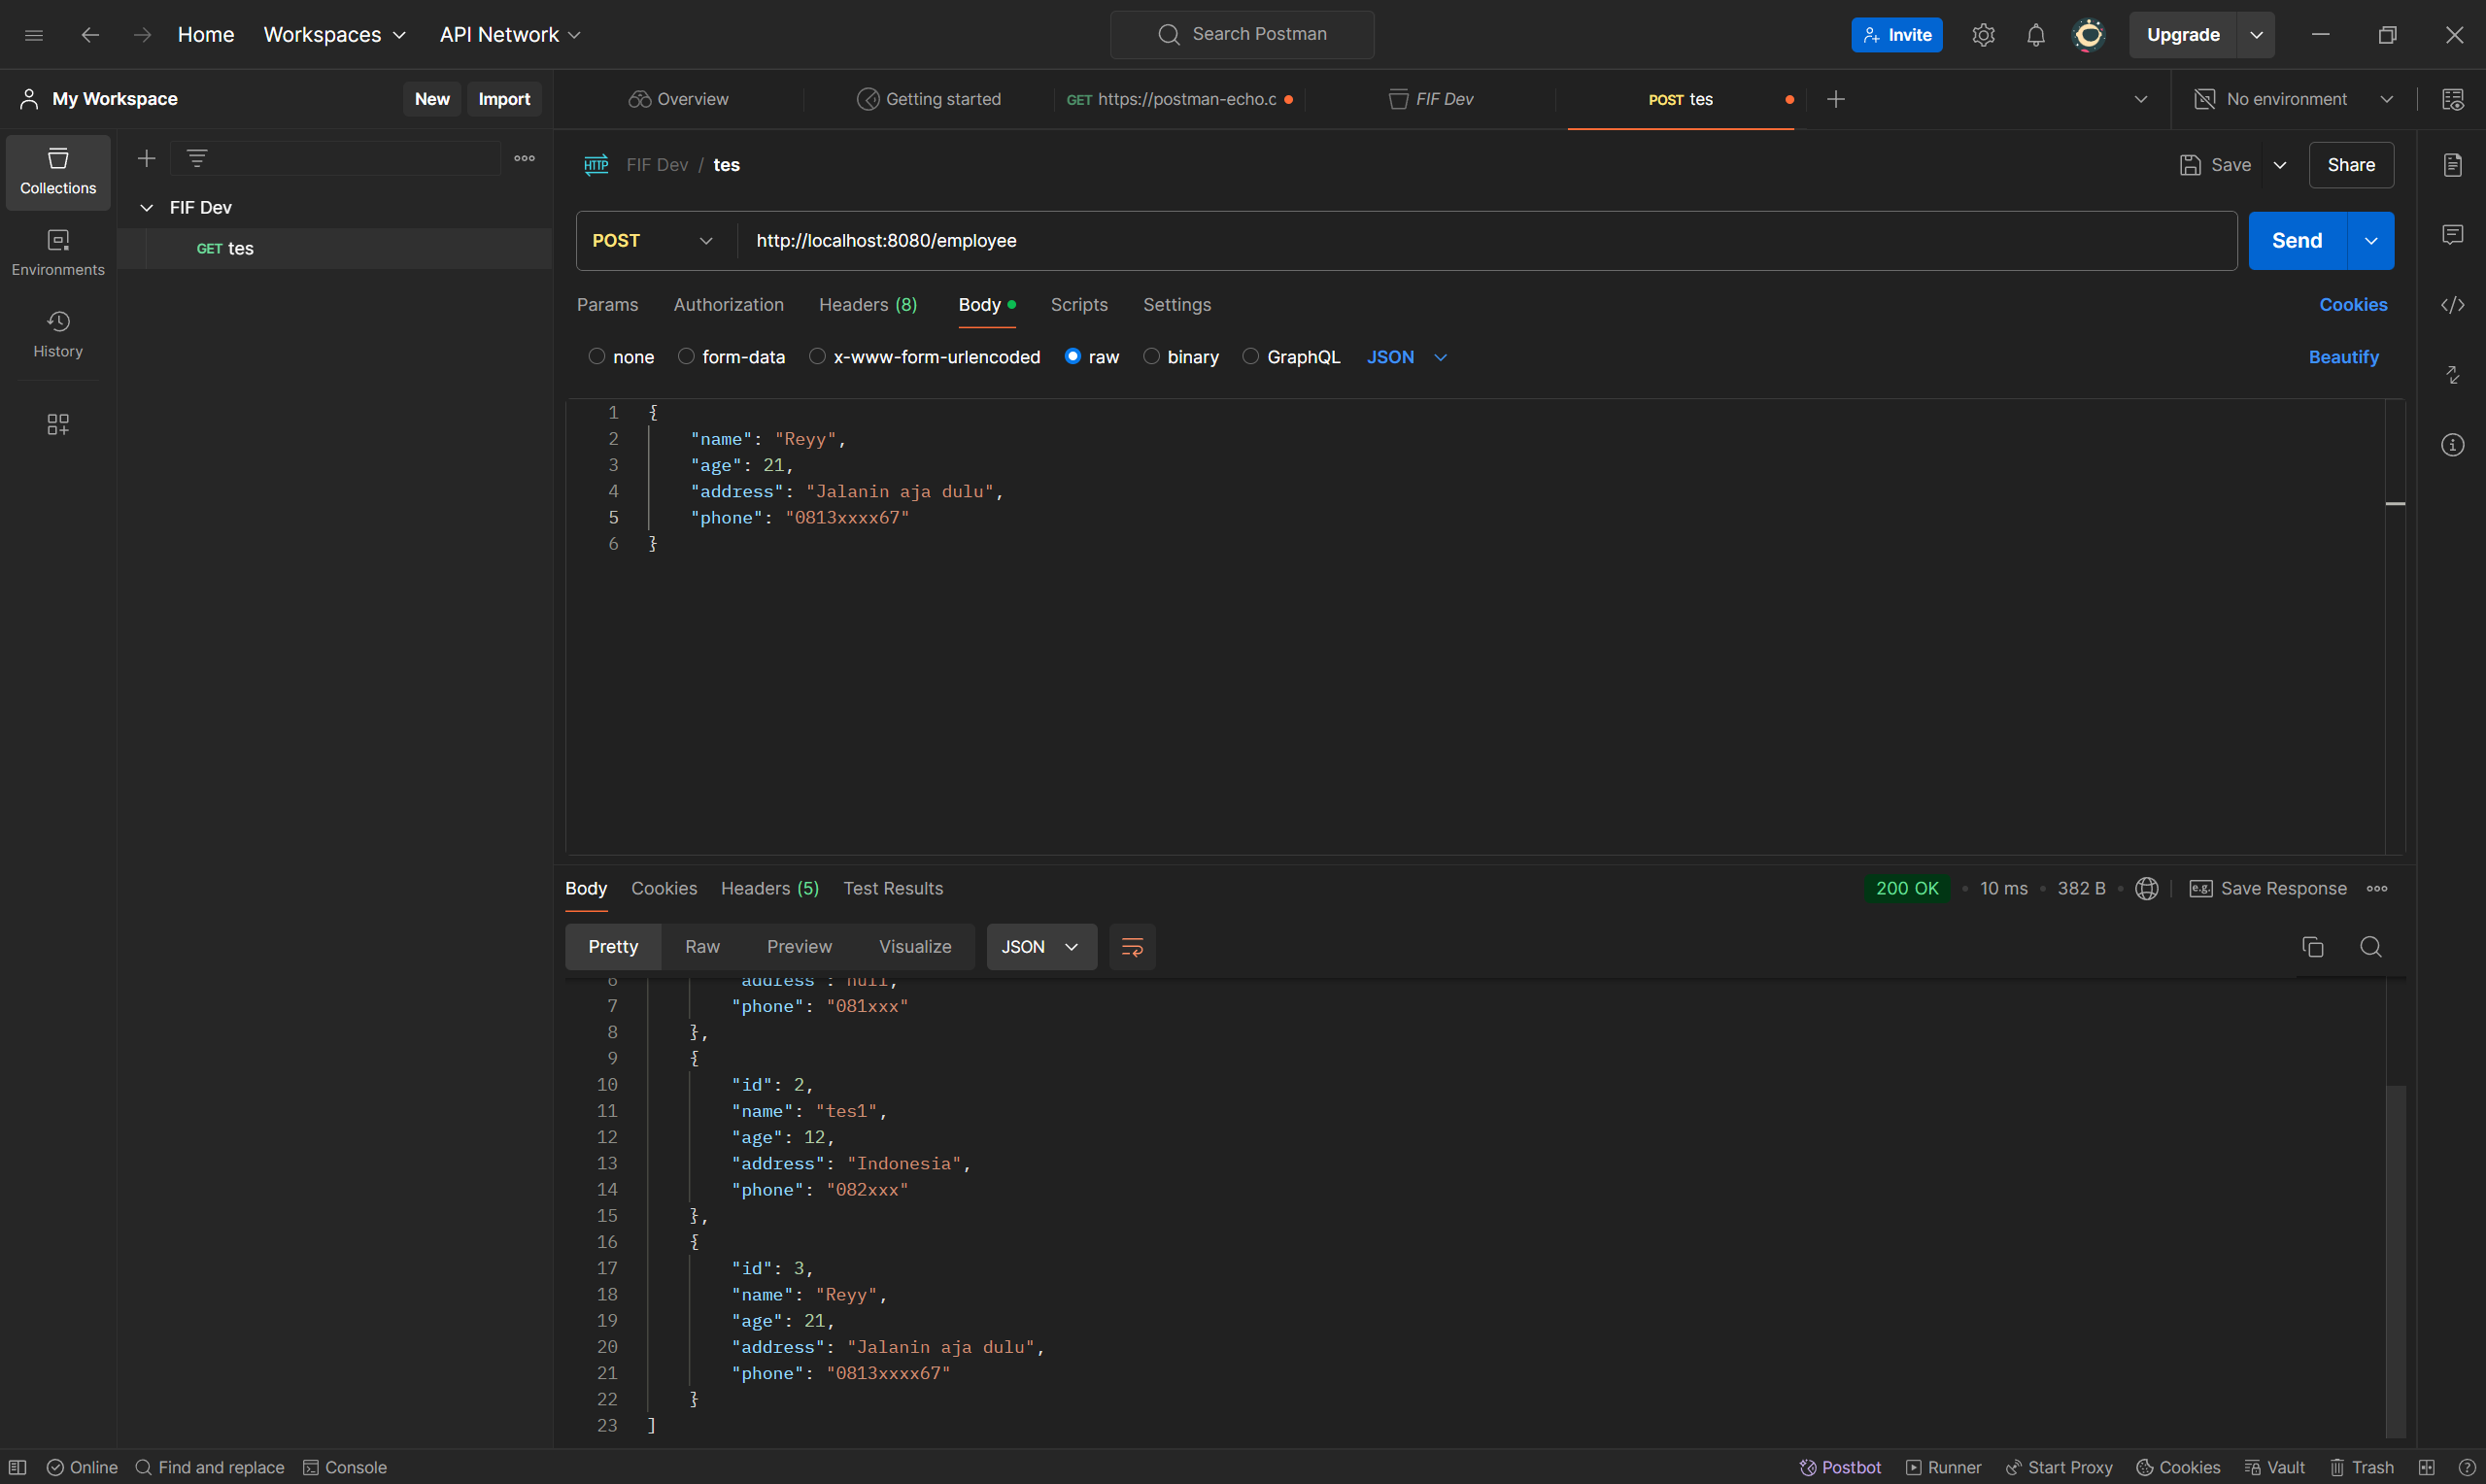 Home Workspaces API Network Search Postman Invite Upgrade
My Workspace New Import Overview Getting started GET https://postman-echo.c FIF Dev POST tes No environment
Collections
Environments
History
FIF Dev
GET tes
HTTP FIF Dev / tes Save Share
POST http://localhost:8080/employee Send
Params Authorization Headers (8) Body Scripts Settings Cookies
none form-data x-www-form-urlencoded raw binary GraphQL JSON Beautify
1 {
2 "name": "Reyy",
3 "age": 21,
4 "address": "Jalanin aja dulu",
5 "phone": "0813xxxx67"
6 }
Body Cookies Headers (5) Test Results 200 OK 10 ms 382 B e.g. Save Response
Pretty Raw Preview Visualize JSON
6 "address": null,
7 "phone": "081xxx"
8 },
9 {
10 "id": 2,
11 "name": "tes1",
12 "age": 12,
13 "address": "Indonesia",
14 "phone": "082xxx"
15 },
16 {
17 "id": 3,
18 "name": "Reyy",
19 "age": 21,
20 "address": "Jalanin aja dulu",
21 "phone": "0813xxxx67"
22 }
23 ]
Online Find and replace Console Postbot Runner Start Proxy Cookies Vault Trash